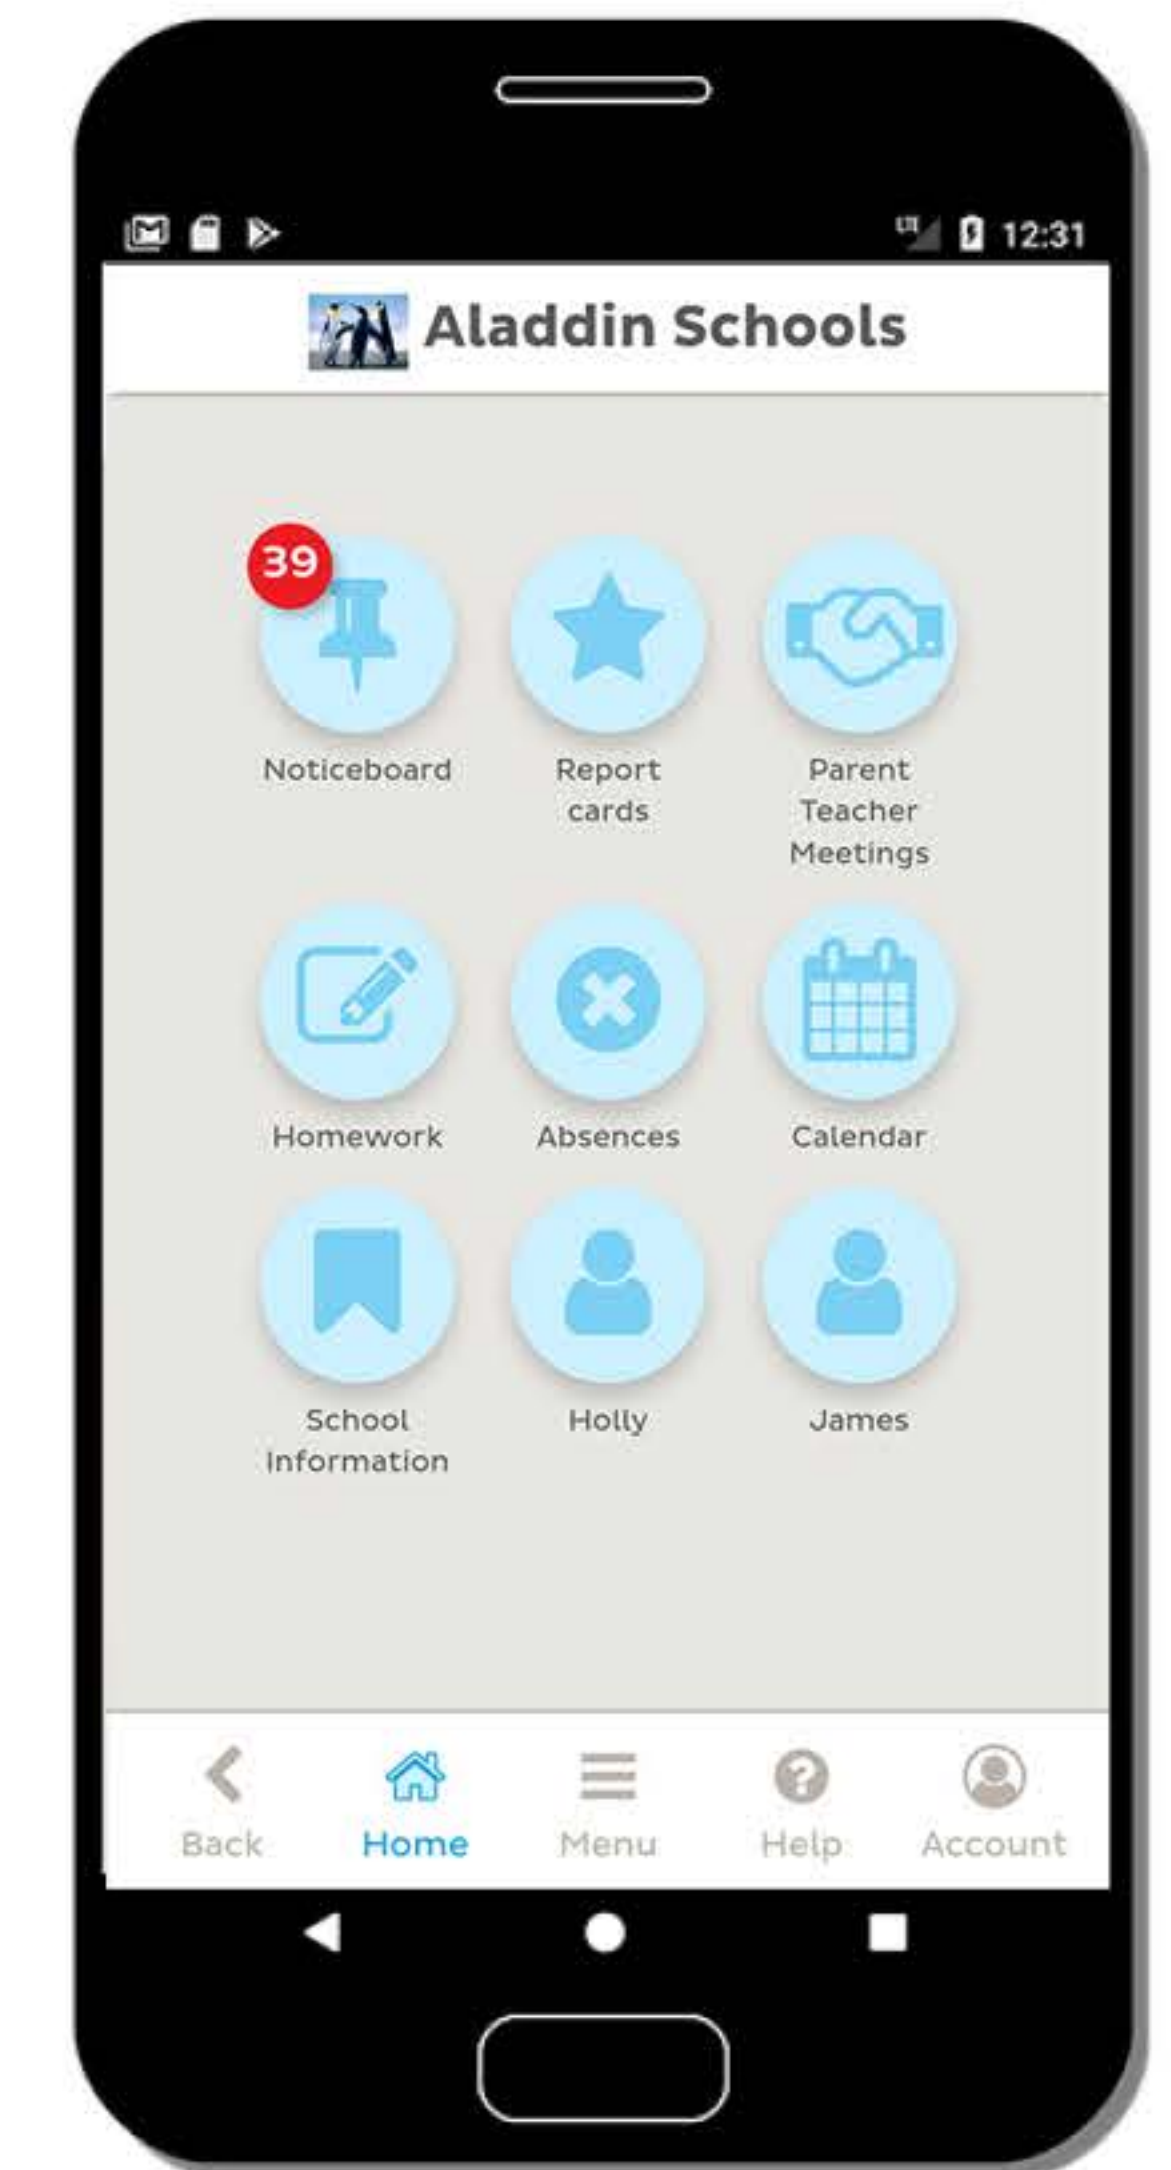 LTE 12:31
Aladdin Schools
39
Noticeboard
Report
cards
Parent
Teacher
Meetings
Homework
Absences
Calendar
School
Information
Holly
James
Back
Home
Menu
Help
Account